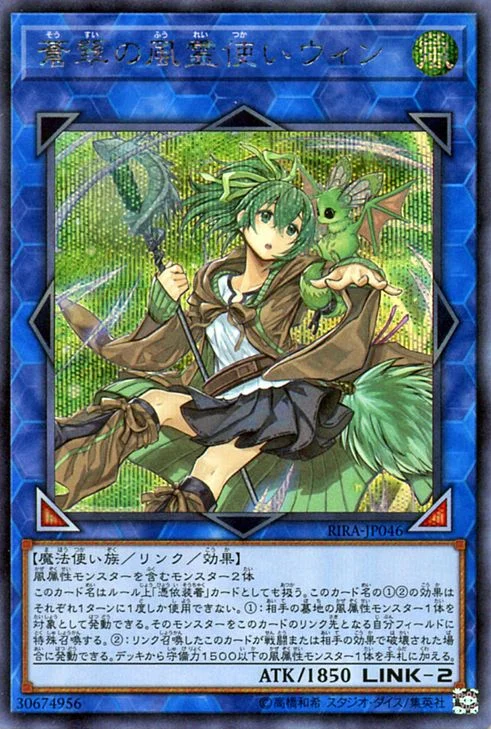 蒼翠の風霊使いウィン
風
RIRA-JP046
【魔法使い族／リンク／効果】
風属性モンスターを含むモンスター2体
このカード名はルール上「憑依装着」カードとしても扱う。このカード名の①②の効果は
それぞれ1ターンに1度しか使用できない。①：相手の墓地の風属性モンスター1体を
対象として発動できる。そのモンスターをこのカードのリンク先となる自分フィールドに
特殊召喚する。②：リンク召喚したこのカードが戦闘または相手の効果で破壊された場
合に発動できる。デッキから守備力1500以下の風属性モンスター1体を手札に加える。
ATK/1850 LINK-2
30674956
©高橋和希 スタジオ・ダイス/集英社